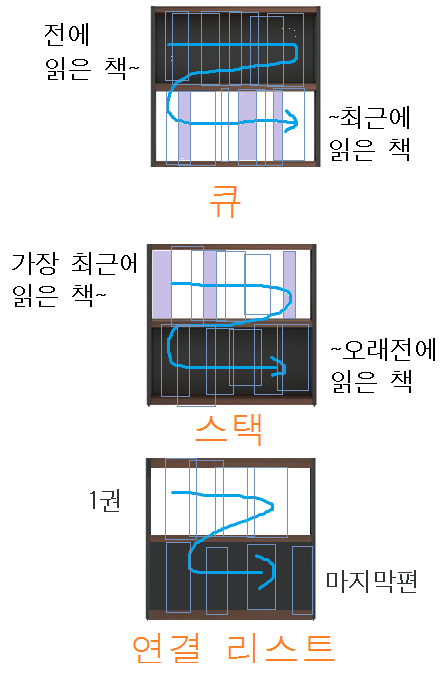 전에
읽은 책~
~최근에
읽은 책
큐
가장 최근에
읽은 책~
~오래전에
읽은 책
스택
1권
마지막편
연결 리스트